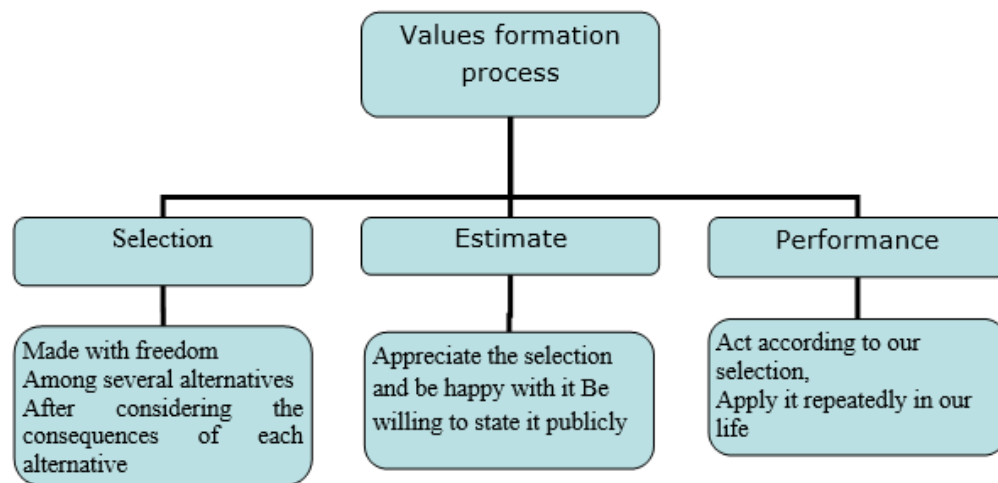 Values formation
process
Selection
Estimate
Performance
Made with freedom
Among several alternatives
After considering the
consequences of each
alternative
Appreciate the selection
and be happy with it Be
willing to state it publicly
Act according to our
selection,
Apply it repeatedly in our
life